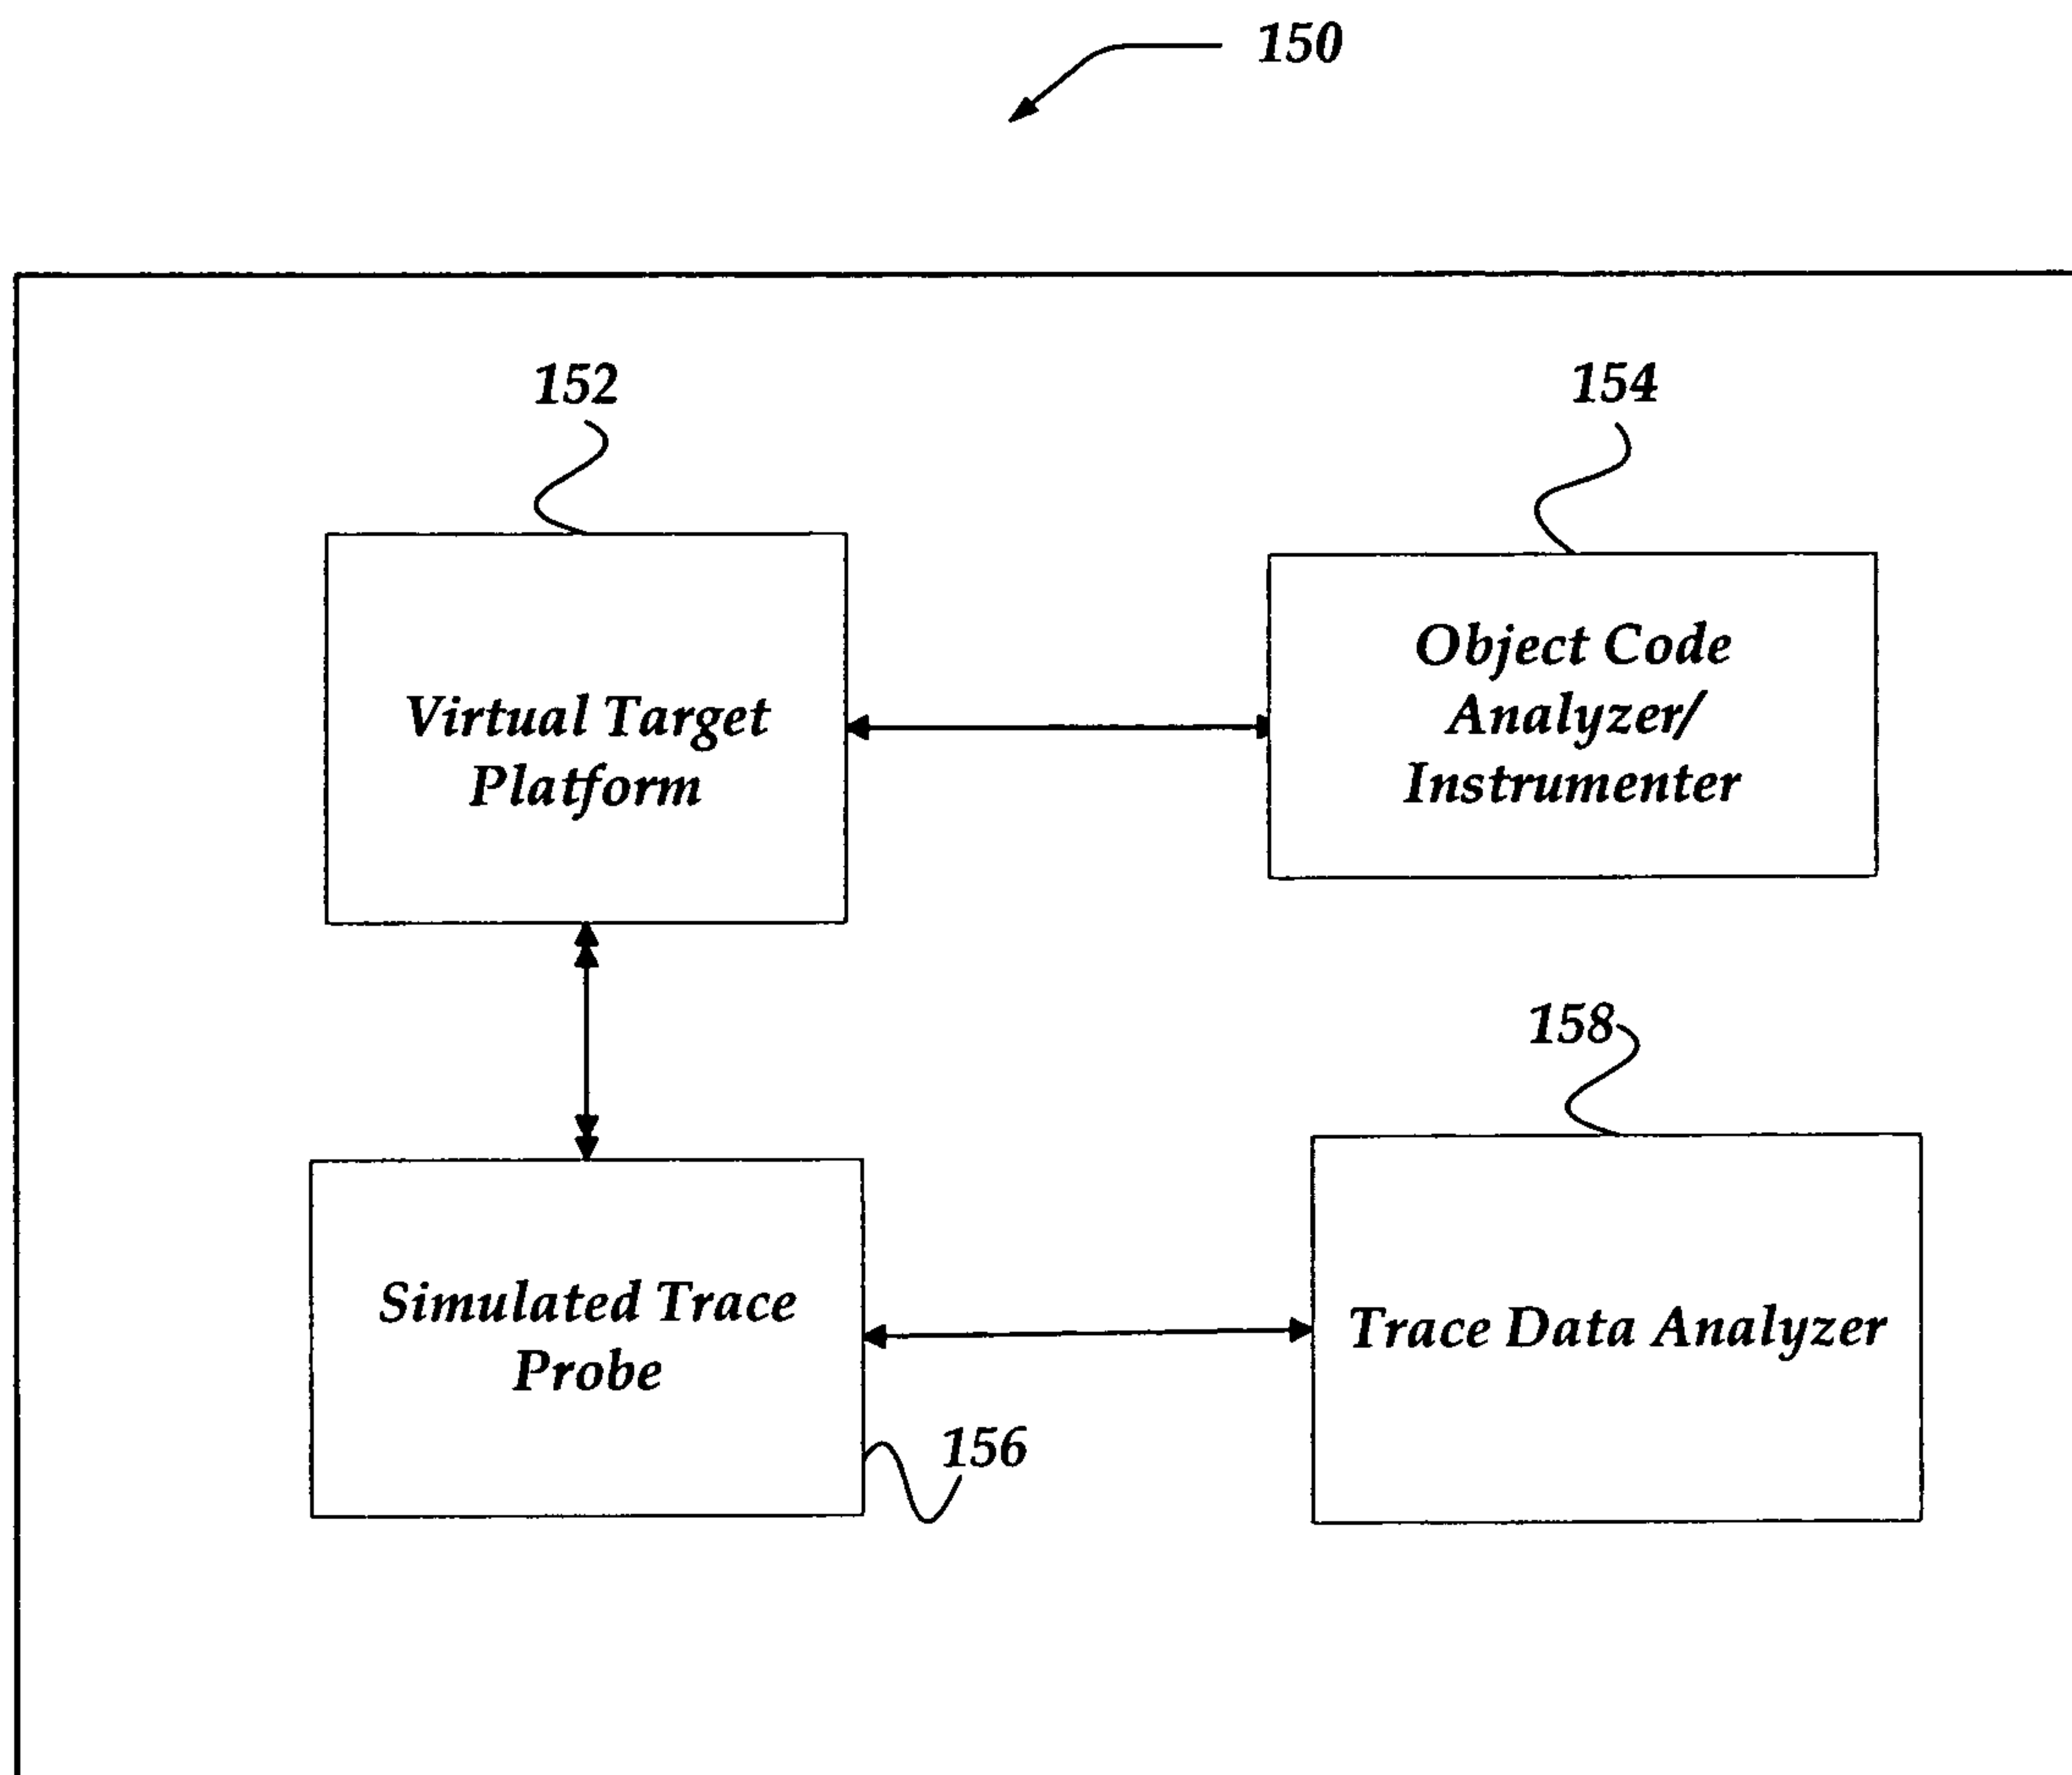 150
152
154
Virtual Target
Platform
Object Code
Analyzer/
Instrumenter
158
Simulated Trace
Probe
Trace Data Analyzer
156